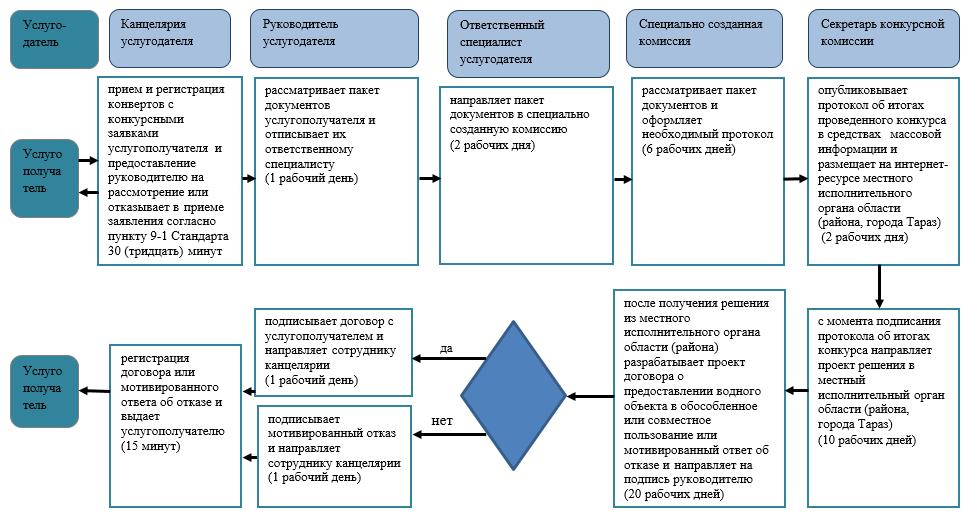 Услуго-
датель
Канцелярия
услугодателя
Руководитель
услугодателя
Ответственный
специалист
услугодателя
Специально созданная
комиссия
Секретарь конкурсной
комиссии
Услуго
получа
тель
прием и регистрация
конвертов с
конкурсными
заявками
услугополучателя и
предоставление
руководителю на
рассмотрение или
отказывает в приеме
заявления согласно
пункту 9-1 Стандарта
30 (тридцать) минут
рассматривает пакет
документов
услугополучателя и
отписывает их
ответственному
специалисту
(1 рабочий день)
направляет пакет
документов в специально
созданную комиссию
(2 рабочих дня)
рассматривает пакет
документов и
оформляет
необходимый протокол
(6 рабочих дней)
опубликовывает
протокол об итогах
проведенного конкурса
в средствах массовой
информации и
размещает на интернет-
ресурсе местного
исполнительного
органа области
(района, города Тараз)
(2 рабочих дня)
Услуго
получа
тель
регистрация
договора или
мотивированного
ответа об отказе и
выдает
услугополучателю
(15 минут)
подписывает договор с
услугополучателем и
направляет сотруднику
канцелярии
(1 рабочий день)
подписывает
мотивированный отказ
и направляет
сотруднику канцелярии
(1 рабочий день)
да
нет
после получения решения
из местного
исполнительного органа
области (района)
разрабатывает проект
договора о
предоставлении водного
объекта в обособленное
или совместное
пользование или
мотивированный ответ об
отказе и направляет на
подпись руководителю
(20 рабочих дней)
с момента подписания
протокола об итогах
конкурса направляет
проект решения в
местный
исполнительный орган
области (района,
города Тараз)
(10 рабочих дней)